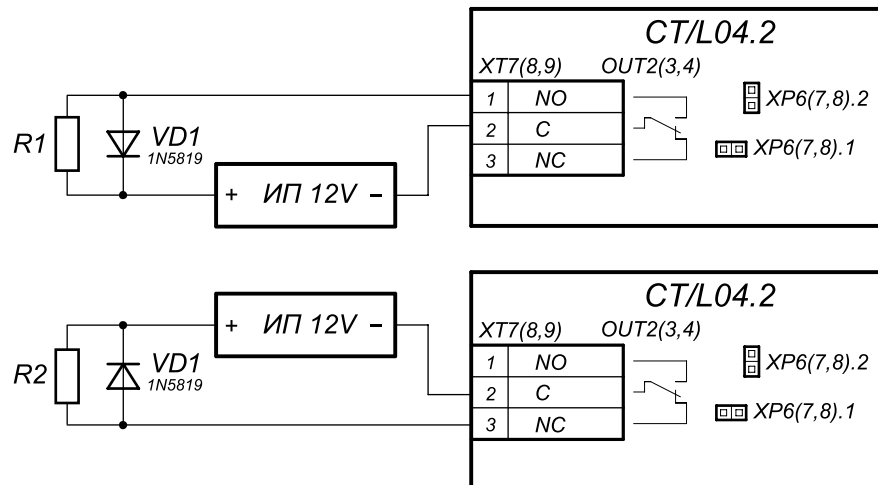 CT/L04.2
XT7(8,9) OUT2(3,4)
1 NO
2 C
3 NC
XP6(7,8).2
XP6(7,8).1
R1
VD1
1N5819
+ ИП 12V −
CT/L04.2
XT7(8,9) OUT2(3,4)
1 NO
2 C
3 NC
XP6(7,8).2
XP6(7,8).1
+ ИП 12V −
R2
VD1
1N5819